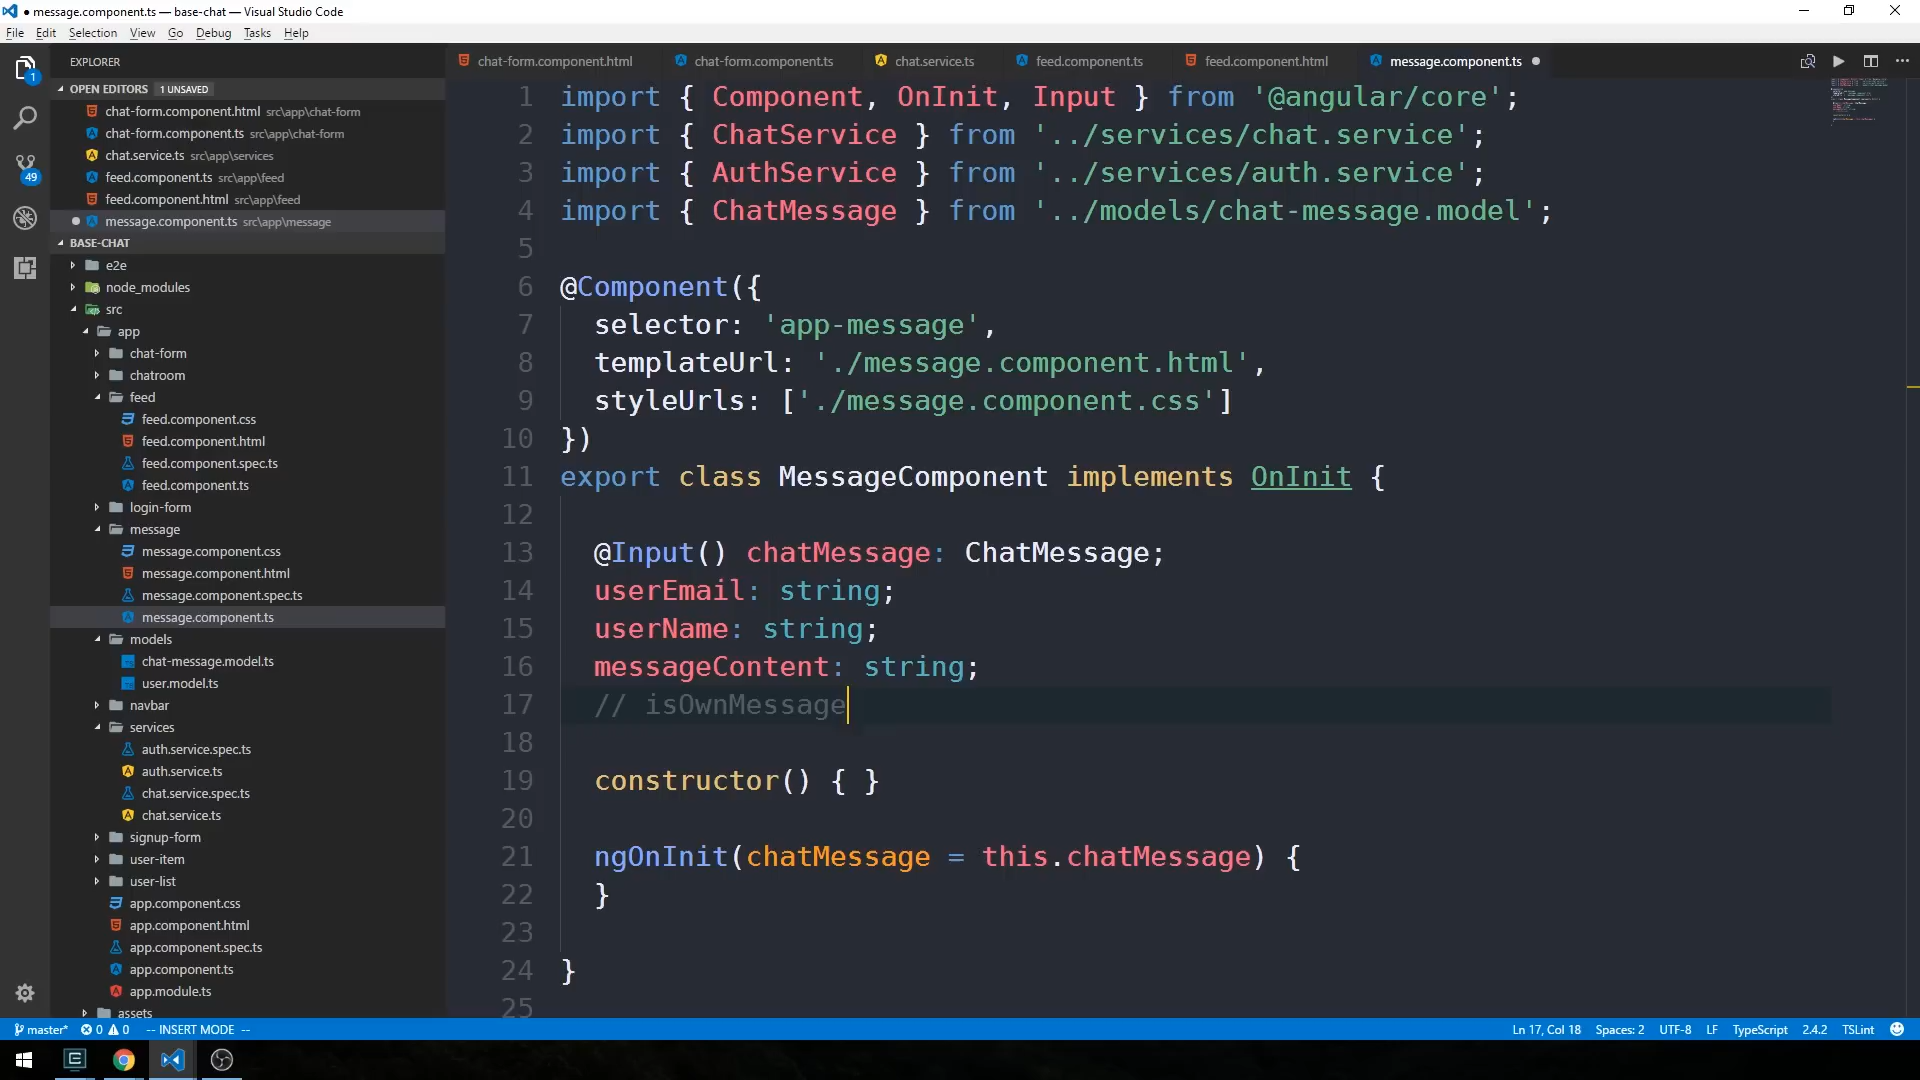 message.component.ts — base-chat — Visual Studio Code
File Edit Selection View Go Debug Tasks Help
EXPLORER
OPEN EDITORS 1 UNSAVED
chat-form.component.html src\app\chat-form
chat-form.component.ts src\app\chat-form
chat.service.ts src\app\services
feed.component.ts src\app\feed
feed.component.html src\app\feed
message.component.ts src\app\message
BASE-CHAT
e2e
node_modules
src
app
chat-form
chatroom
feed
feed.component.css
feed.component.html
feed.component.spec.ts
feed.component.ts
login-form
message
message.component.css
message.component.html
message.component.spec.ts
message.component.ts
models
chat-message.model.ts
user.model.ts
navbar
services
auth.service.spec.ts
auth.service.ts
chat.service.spec.ts
chat.service.ts
signup-form
user-item
user-list
app.component.css
app.component.html
app.component.spec.ts
app.component.ts
app.module.ts
assets
1
49
chat-form.component.html chat-form.component.ts chat.service.ts feed.component.ts feed.component.html message.component.ts
1 import { Component, OnInit, Input } from '@angular/core';
2 import { ChatService } from '../services/chat.service';
3 import { AuthService } from '../services/auth.service';
4 import { ChatMessage } from '../models/chat-message.model';
5
6 @Component({
7 selector: 'app-message',
8 templateUrl: './message.component.html',
9 styleUrls: ['./message.component.css']
10 })
11 export class MessageComponent implements OnInit {
12
13 @Input() chatMessage: ChatMessage;
14 userEmail: string;
15 userName: string;
16 messageContent: string;
17 // isOwnMessage
18
19 constructor() { }
20
21 ngOnInit(chatMessage = this.chatMessage) {
22 }
23
24 }
25
master* 0 0 -- INSERT MODE -- Ln 17, Col 18 Spaces: 2 UTF-8 LF TypeScript 2.4.2 TSLint